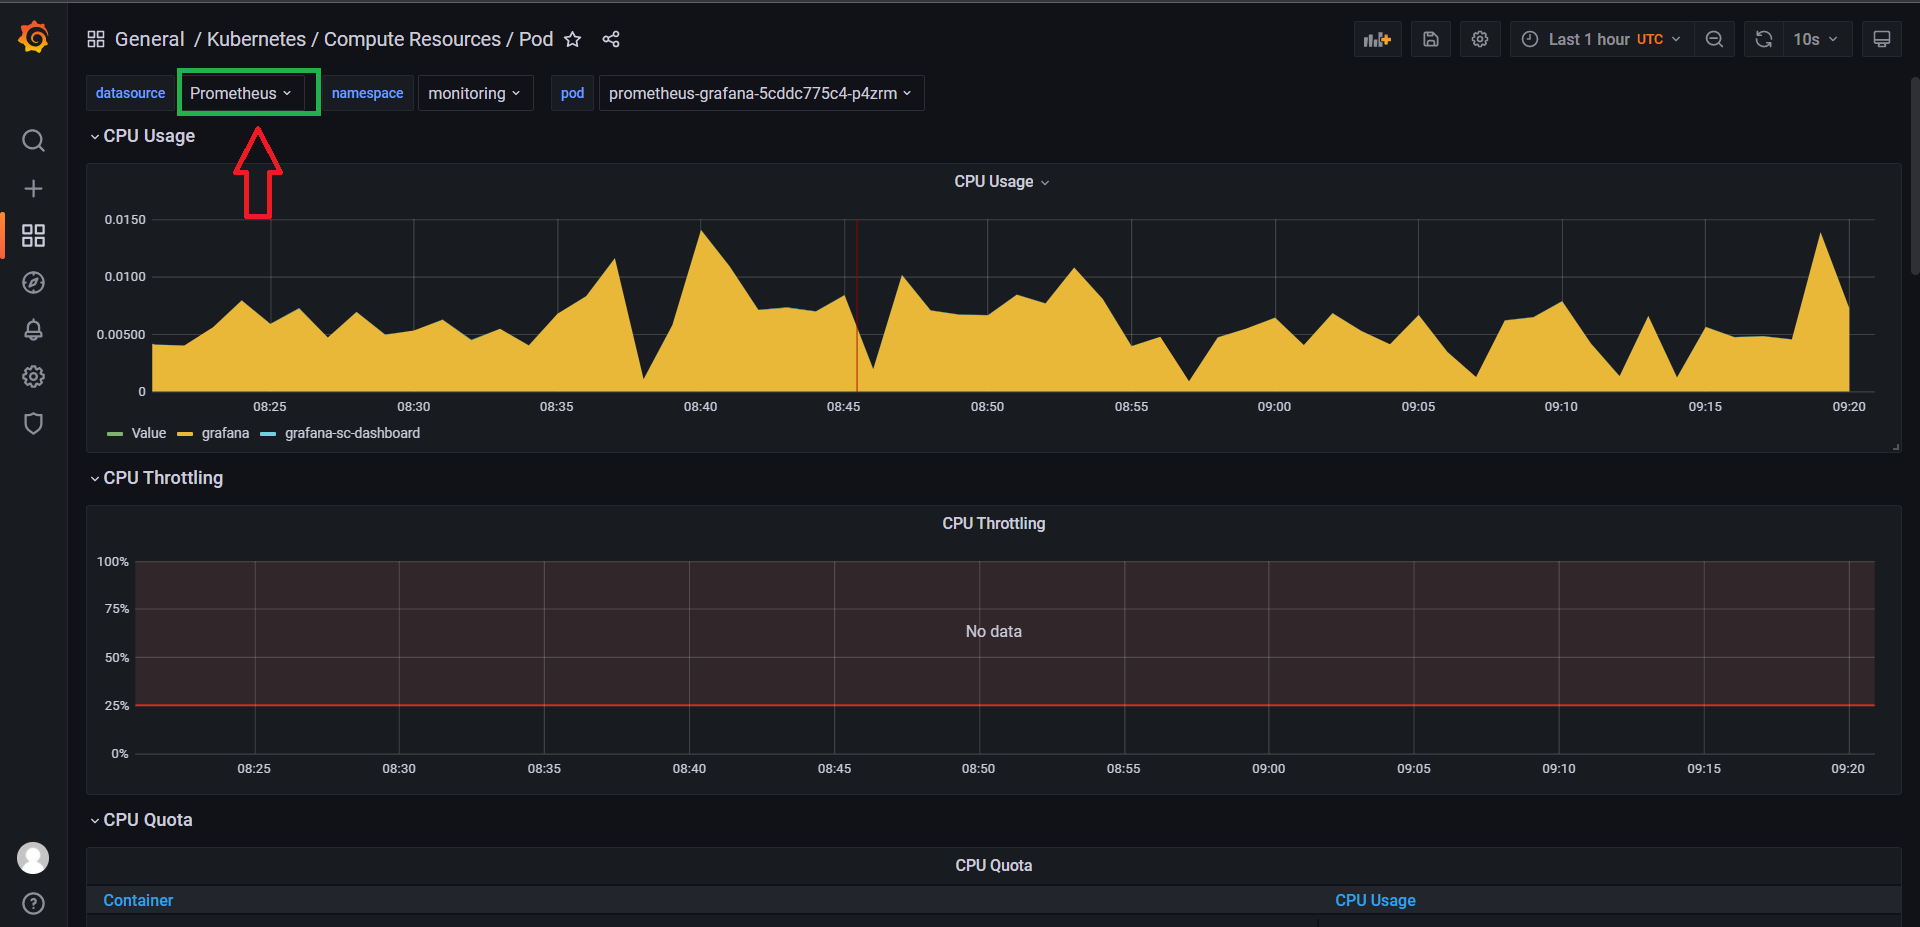 General / Kubernetes / Compute Resources / Pod
Last 1 hour UTC
10s
datasource Prometheus namespace monitoring pod prometheus-grafana-5cddc775c4-p4zrm
CPU Usage
CPU Usage
0.0150
0.0100
0.00500
0
08:25 08:30 08:35 08:40 08:45 08:50 08:55 09:00 09:05 09:10 09:15 09:20
Value grafana grafana-sc-dashboard
CPU Throttling
CPU Throttling
100%
75%
No data
50%
25%
0%
08:25 08:30 08:35 08:40 08:45 08:50 08:55 09:00 09:05 09:10 09:15 09:20
CPU Quota
CPU Quota
Container CPU Usage